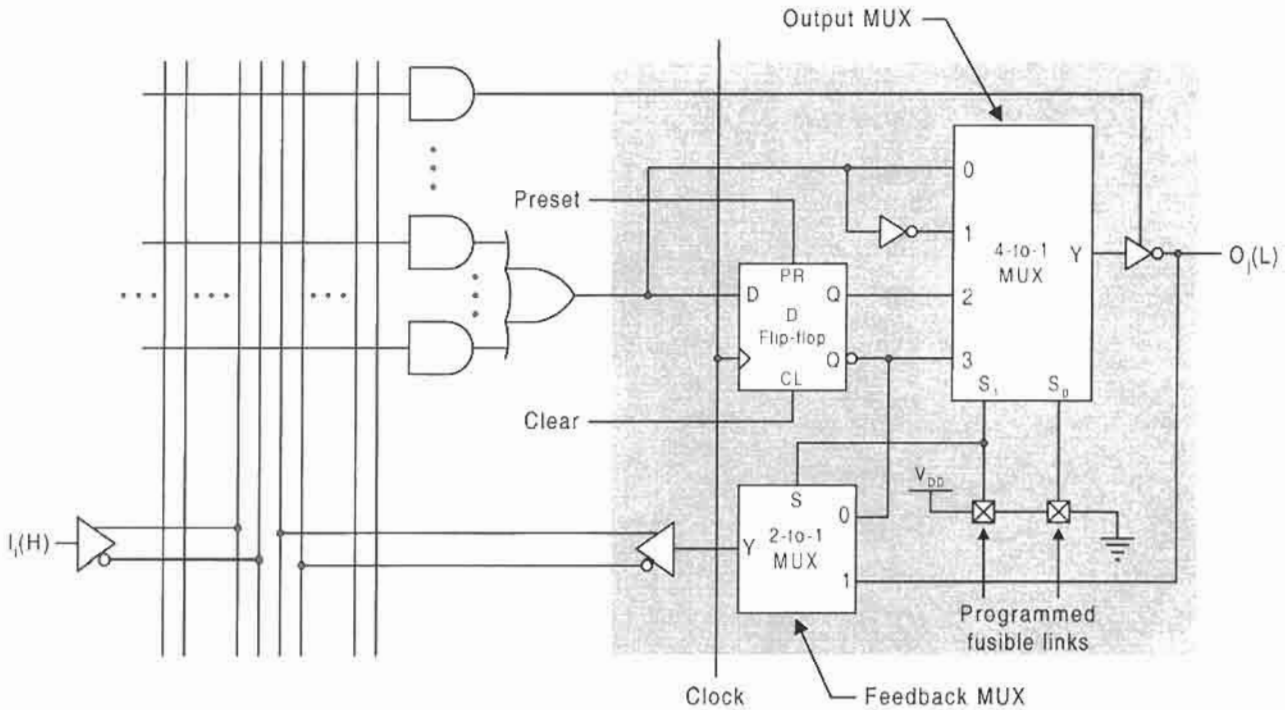 Output MUX
0
Preset
1
4-to-1
MUX
Y
O_j(L)
PR
D
Q
2
D
Flip-flop
Q
3
CL
S_1
S_0
Clear
V_DD
S
0
I_i(H)
Y
2-to-1
MUX
1
Programmed
fusible links
Clock
Feedback MUX